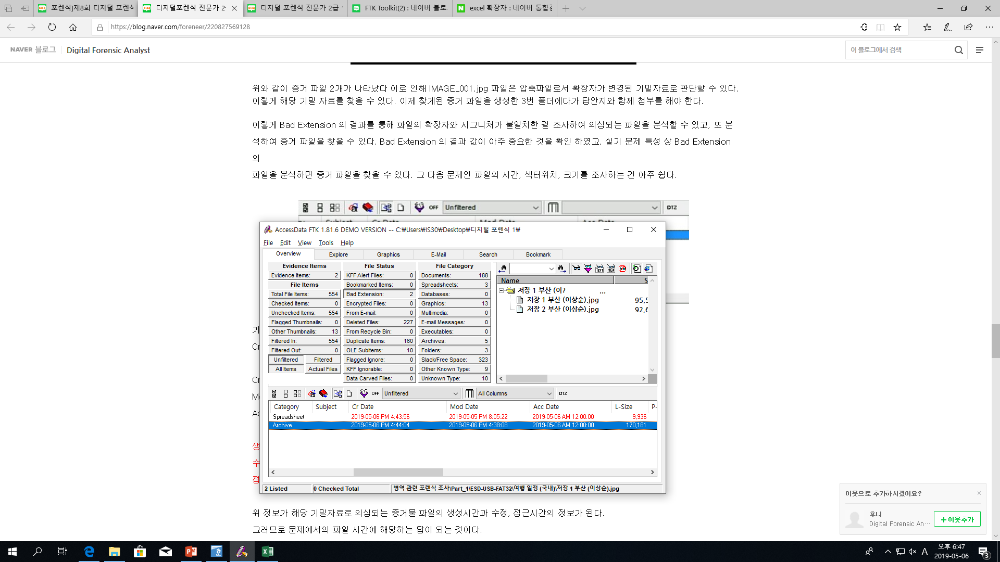 포렌식]제8회 디지털 포렌식
디지털포렌식 전문가 2
디지털 포렌식 전문가 2급
FTK Toolkit(2) : 네이버 블로
excel 확장자 : 네이버 통합검
https://blog.naver.com/foreneer/220827569128
NAVER 블로그
Digital Forensic Analyst
이 블로그에서 검색
위와 같이 증거 파일 2개가 나타났다 이로 인해 IMAGE_001.jpg 파일은 압축파일로서 확장자가 변경된 기밀자료로 판단할 수 있다.
이렇게 해당 기밀 자료를 찾을 수 있다. 이제 찾게된 증거 파일을 생성한 3번 폴더에다가 답안지와 함께 첨부를 해야 한다.
이렇게 Bad Extension 의 결과를 통해 파일의 확장자와 시그니처가 불일치한 걸 조사하여 의심되는 파일을 분석할 수 있고, 또 분
석하여 증거 파일을 찾을 수 있다. Bad Extension 의 결과 값이 아주 중요한 것을 확인 하였고, 실기 문제 특성 상 Bad Extension
의
파일을 분석하면 증거 파일을 찾을 수 있다. 그 다음 문제인 파일의 시간, 섹터위치, 크기를 조사하는 건 아주 쉽다.
OFF Unfiltered DTZ
AccessData FTK 1.81.6 DEMO VERSION -- C:₩Users₩IS30₩Desktop₩디지털 포렌식 1₩
File Edit View Tools Help
Overview Explore Graphics E-Mail Search Bookmark
Evidence Items
Evidence Items: 2
File Items
Total File Items: 554
Checked Items: 0
Unchecked Items: 554
Flagged Thumbnails: 0
Other Thumbnails: 13
Filtered In: 554
Filtered Out: 0
Unfiltered Filtered
All Items Actual Files
File Status
KFF Alert Files: 0
Bookmarked Items: 0
Bad Extension: 2
Encrypted Files: 0
From E-mail: 0
Deleted Files: 227
From Recycle Bin: 0
Duplicate Items: 160
OLE Subitems: 10
Flagged Ignore: 0
KFF Ignorable: 0
Data Carved Files: 0
File Category
Documents: 188
Spreadsheets: 3
Databases: 0
Graphics: 13
Multimedia: 0
E-mail Messages: 0
Executables: 0
Archives: 5
Folders: 3
Slack/Free Space: 323
Other Known Type: 9
Unknown Type: 10
TEXT HEX
Name S
저장 1 부산 (이? ...
저장 1 부산 (이상순).jpg 95,5
저장 2 부산 (이상순).jpg 92,6
OFF Unfiltered All Columns DTZ
Category Subject Cr Date Mod Date Acc Date L-Size P-
Spreadsheet 2019-05-06 PM 4:43:56 2019-05-05 PM 8:05:22 2019-05-06 AM 12:00:00 9,936
Archive 2019-05-06 PM 4:44:04 2019-05-06 PM 4:38:08 2019-05-06 AM 12:00:00 170,181
2 Listed 0 Checked Total 병역 관련 포렌식 조사\Part_1\ESD-USB-FAT32\여행 일정 (국내)\저장 1 부산 (이상순).jpg
기
Cr
Cr
Mo
Ac
생
수
접
위 정보가 해당 기밀자료로 의심되는 증거물 파일의 생성시간과 수정, 접근시간의 정보가 된다.
그러므로 문제에서의 파일 시간에 해당하는 답이 되는 것이다.
이웃으로 추가하시겠어요?
후니
Digital Forensic An···
+이웃추가
A
오후 6:47
2019-05-06
3